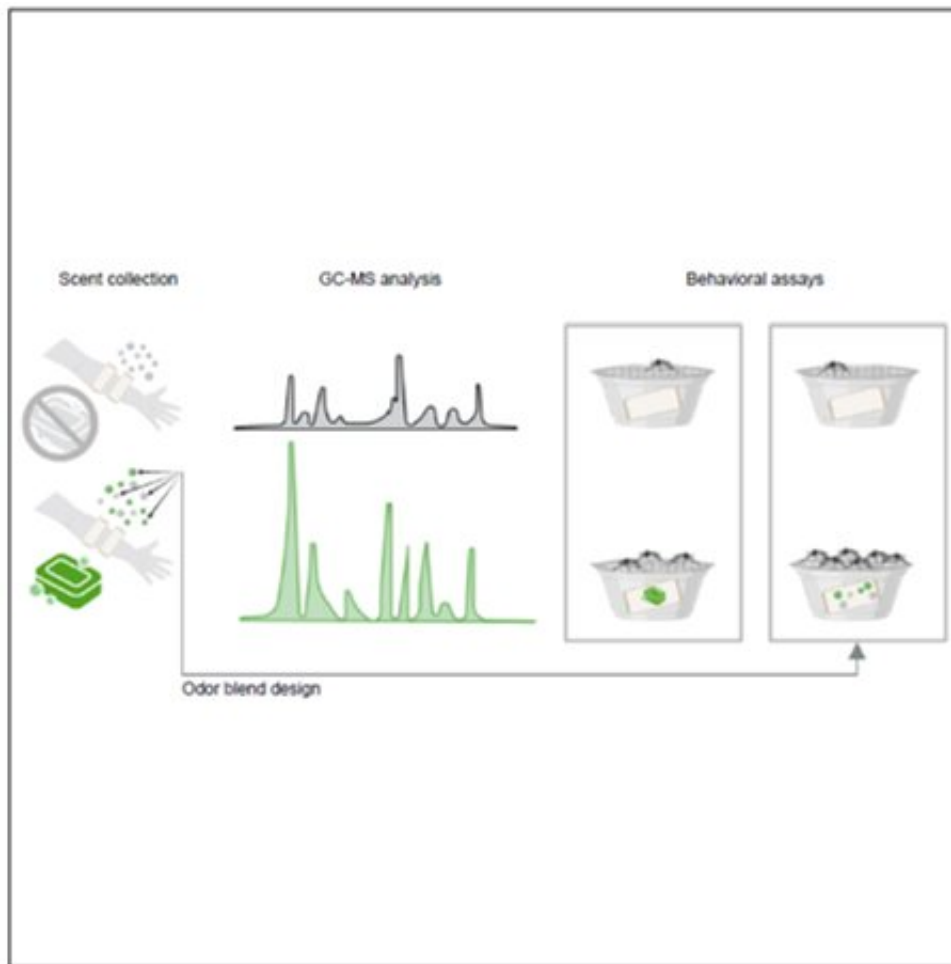 Scent collection
GC-MS analysis
Behavioral assays
Odor blend design